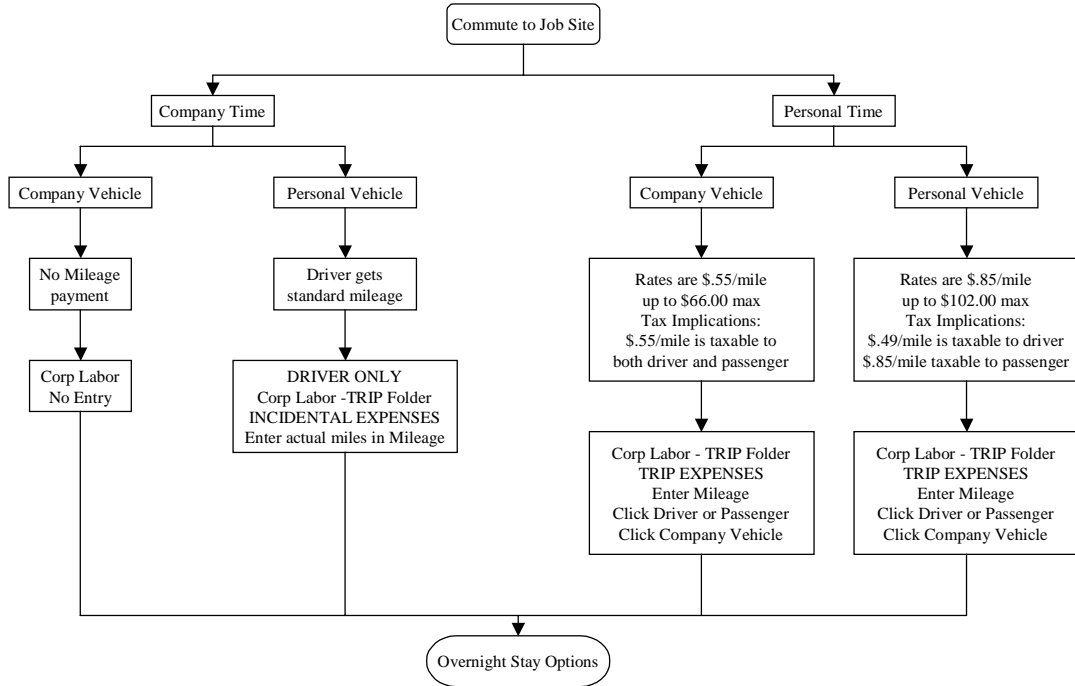 Commute to Job Site
Company Time
Personal Time
Company Vehicle
Personal Vehicle
Company Vehicle
Personal Vehicle
No Mileage
payment
Driver gets
standard mileage
Rates are $.55/mile
up to $66.00 max
Tax Implications:
$.55/mile is taxable to
both driver and passenger
Rates are $.85/mile
up to $102.00 max
Tax Implications:
$.49/mile is taxable to driver
$.85/mile taxable to passenger
Corp Labor
No Entry
DRIVER ONLY
Corp Labor -TRIP Folder
INCIDENTAL EXPENSES
Enter actual miles in Mileage
Corp Labor - TRIP Folder
TRIP EXPENSES
Enter Mileage
Click Driver or Passenger
Click Company Vehicle
Corp Labor - TRIP Folder
TRIP EXPENSES
Enter Mileage
Click Driver or Passenger
Click Company Vehicle
Overnight Stay Options